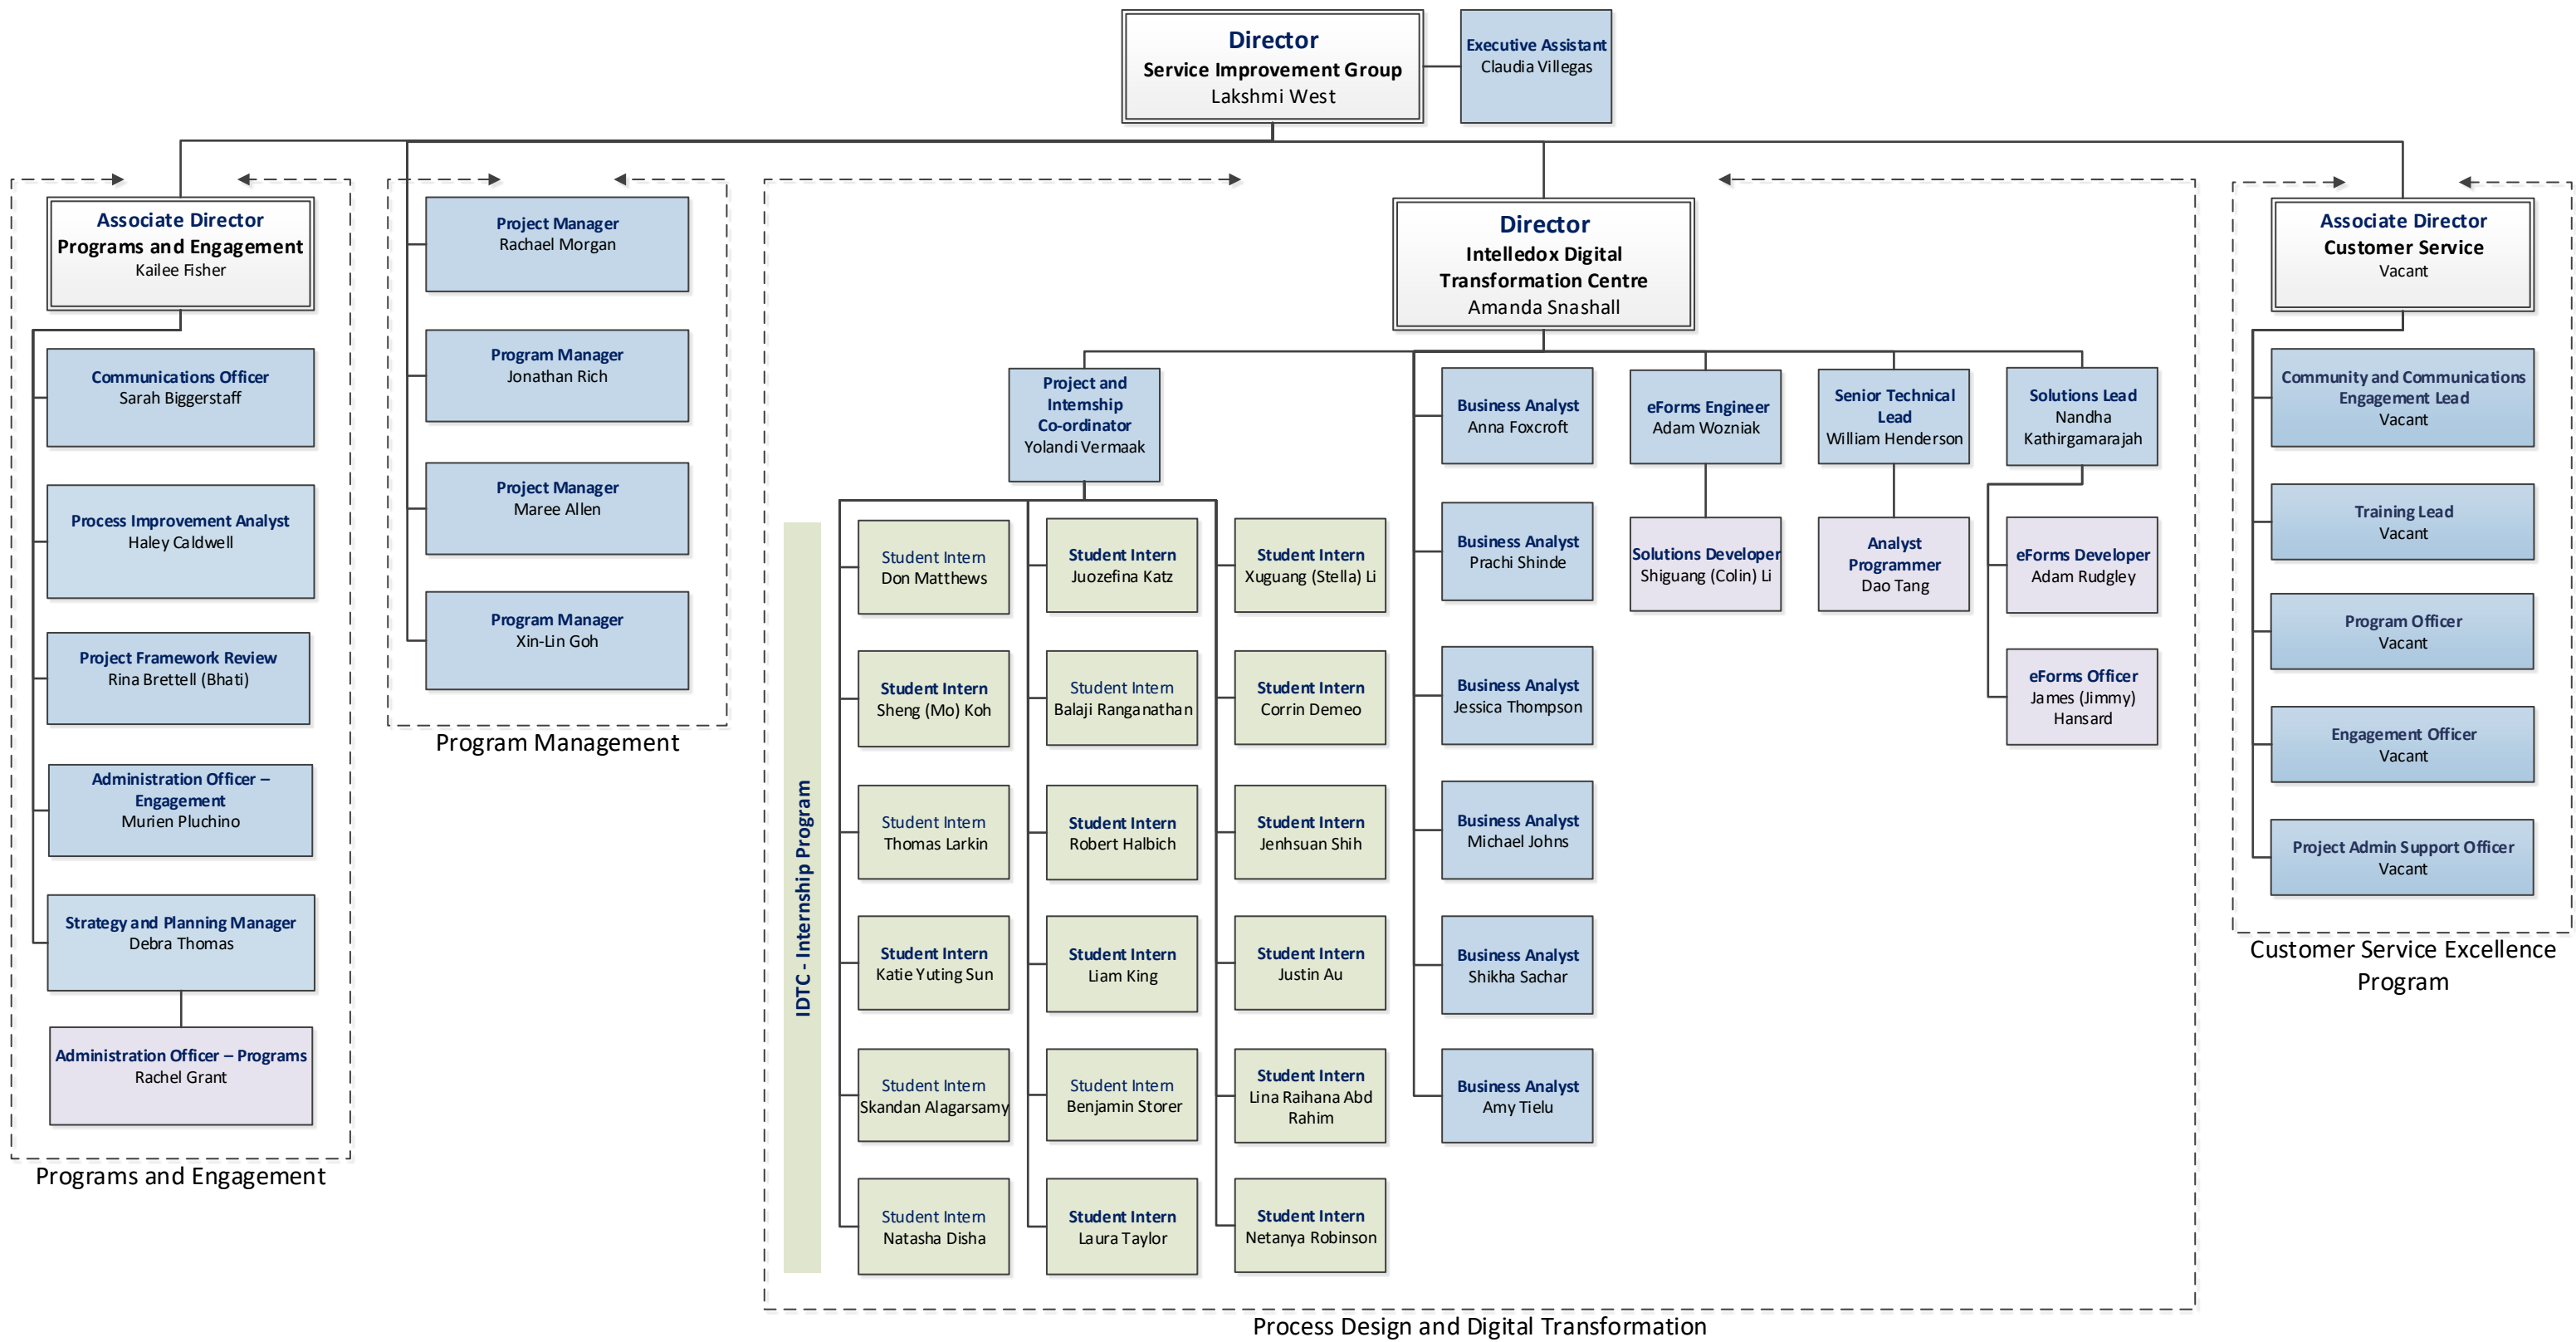 Director
Service Improvement Group
Lakshmi West
Executive Assistant
Claudia Villegas
Associate Director
Programs and Engagement
Kailee Fisher
Communications Officer
Sarah Biggerstaff
Process Improvement Analyst
Haley Caldwell
Project Framework Review
Rina Brettell (Bhati)
Administration Officer –
Engagement
Murien Pluchino
Strategy and Planning Manager
Debra Thomas
Administration Officer – Programs
Rachel Grant
Programs and Engagement
Project Manager
Rachael Morgan
Program Manager
Jonathan Rich
Project Manager
Maree Allen
Program Manager
Xin-Lin Goh
Program Management
Director
Intelledox Digital
Transformation Centre
Amanda Snashall
Project and
Internship
Co-ordinator
Yolandi Vermaak
IDTC - Internship Program
Student Intern
Don Matthews
Student Intern
Sheng (Mo) Koh
Student Intern
Thomas Larkin
Student Intern
Katie Yuting Sun
Student Intern
Skandan Alagarsamy
Student Intern
Natasha Disha
Student Intern
Juozefina Katz
Student Intern
Balaji Ranganathan
Student Intern
Robert Halbich
Student Intern
Liam King
Student Intern
Benjamin Storer
Student Intern
Laura Taylor
Student Intern
Xuguang (Stella) Li
Student Intern
Corrin Demeo
Student Intern
Jenhsuan Shih
Student Intern
Justin Au
Student Intern
Lina Raihana Abd
Rahim
Student Intern
Netanya Robinson
Business Analyst
Anna Foxcroft
Business Analyst
Prachi Shinde
Business Analyst
Jessica Thompson
Business Analyst
Michael Johns
Business Analyst
Shikha Sachar
Business Analyst
Amy Tielu
eForms Engineer
Adam Wozniak
Solutions Developer
Shiguang (Colin) Li
Senior Technical
Lead
William Henderson
Analyst
Programmer
Dao Tang
Solutions Lead
Nandha
Kathirgamarajah
eForms Developer
Adam Rudgley
eForms Officer
James (Jimmy)
Hansard
Process Design and Digital Transformation
Associate Director
Customer Service
Vacant
Community and Communications
Engagement Lead
Vacant
Training Lead
Vacant
Program Officer
Vacant
Engagement Officer
Vacant
Project Admin Support Officer
Vacant
Customer Service Excellence
Program